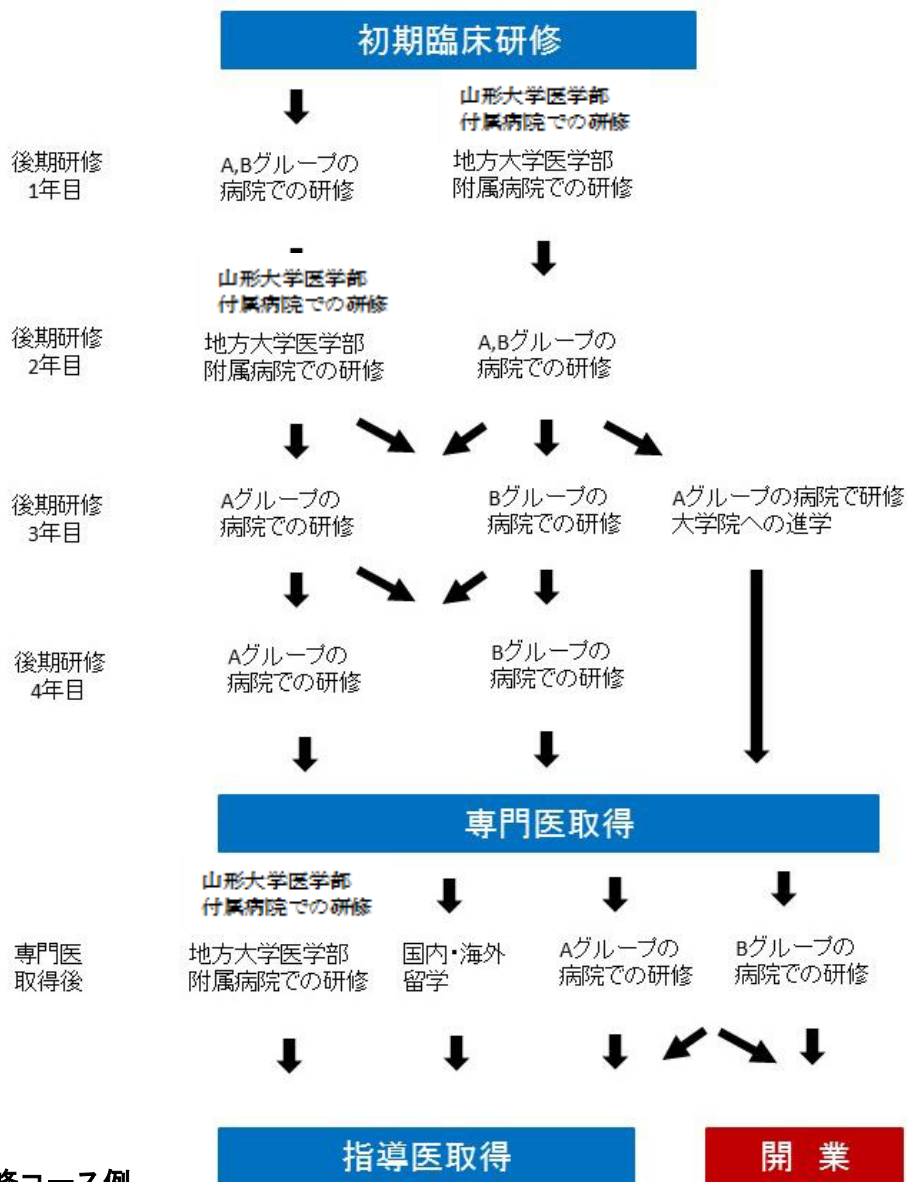 初期臨床研修
山形大学医学部
付属病院での研修
後期研修
1年目
A,Bグループの
病院での研修
地方大学医学部
附属病院での研修
山形大学医学部
付属病院での研修
後期研修
2年目
地方大学医学部
附属病院での研修
A,Bグループの
病院での研修
後期研修
3年目
Aグループの
病院での研修
Bグループの
病院での研修
Aグループの病院で研修
大学院への進学
後期研修
4年目
Aグループの
病院での研修
Bグループの
病院での研修
専門医取得
山形大学医学部
付属病院での研修
専門医
取得後
地方大学医学部
附属病院での研修
国内・海外
留学
Aグループの
病院での研修
Bグループの
病院での研修
指導医取得
開 業
コース例